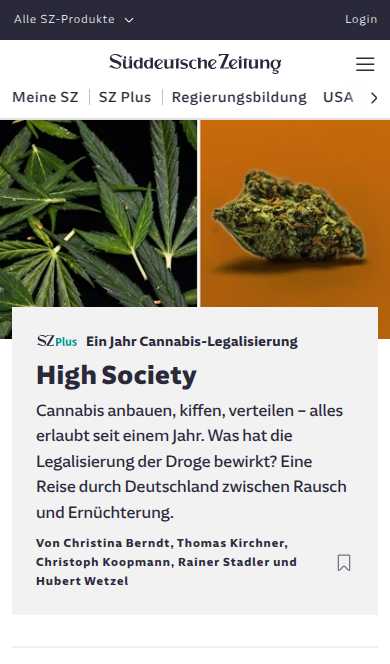 Alle SZ-Produkte
Login
Süddeutsche Zeitung
Meine SZ
SZ Plus
Regierungsbildung
USA
SZPlus Ein Jahr Cannabis-Legalisierung
High Society
Cannabis anbauen, kiffen, verteilen – alles
erlaubt seit einem Jahr. Was hat die
Legalisierung der Droge bewirkt? Eine
Reise durch Deutschland zwischen Rausch
und Ernüchterung.
Von Christina Berndt, Thomas Kirchner,
Christoph Koopmann, Rainer Stadler und
Hubert Wetzel